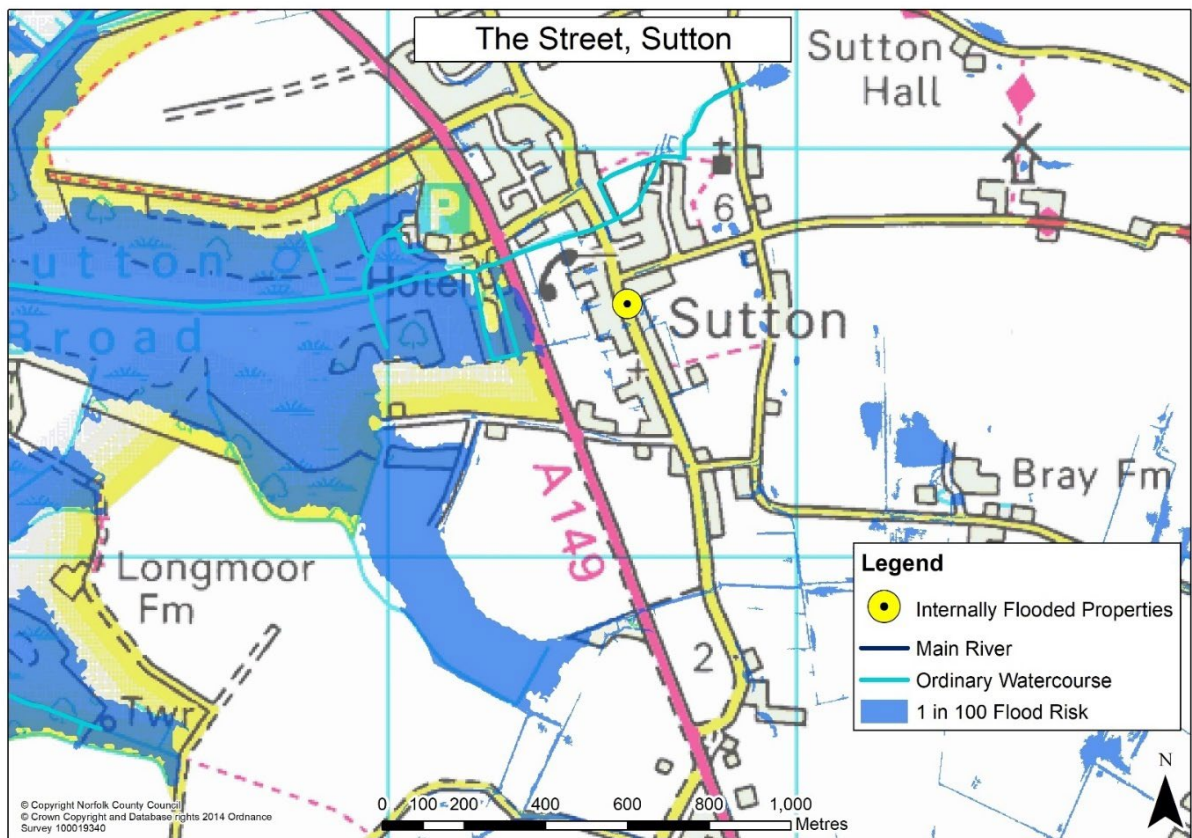 The Street, Sutton
Sutton
Hall
P
6
utton
Hotel
Broad
Sutton
A 149
Bray Fm
Longmoor
Fm
2
Twr
Legend
Internally Flooded Properties
Main River
Ordinary Watercourse
1 in 100 Flood Risk
N
0 100 200 400 600 800 1,000
Metres
© Copyright Norfolk County Council
© Crown Copyright and Database rights 2014 Ordnance
Survey 100019340